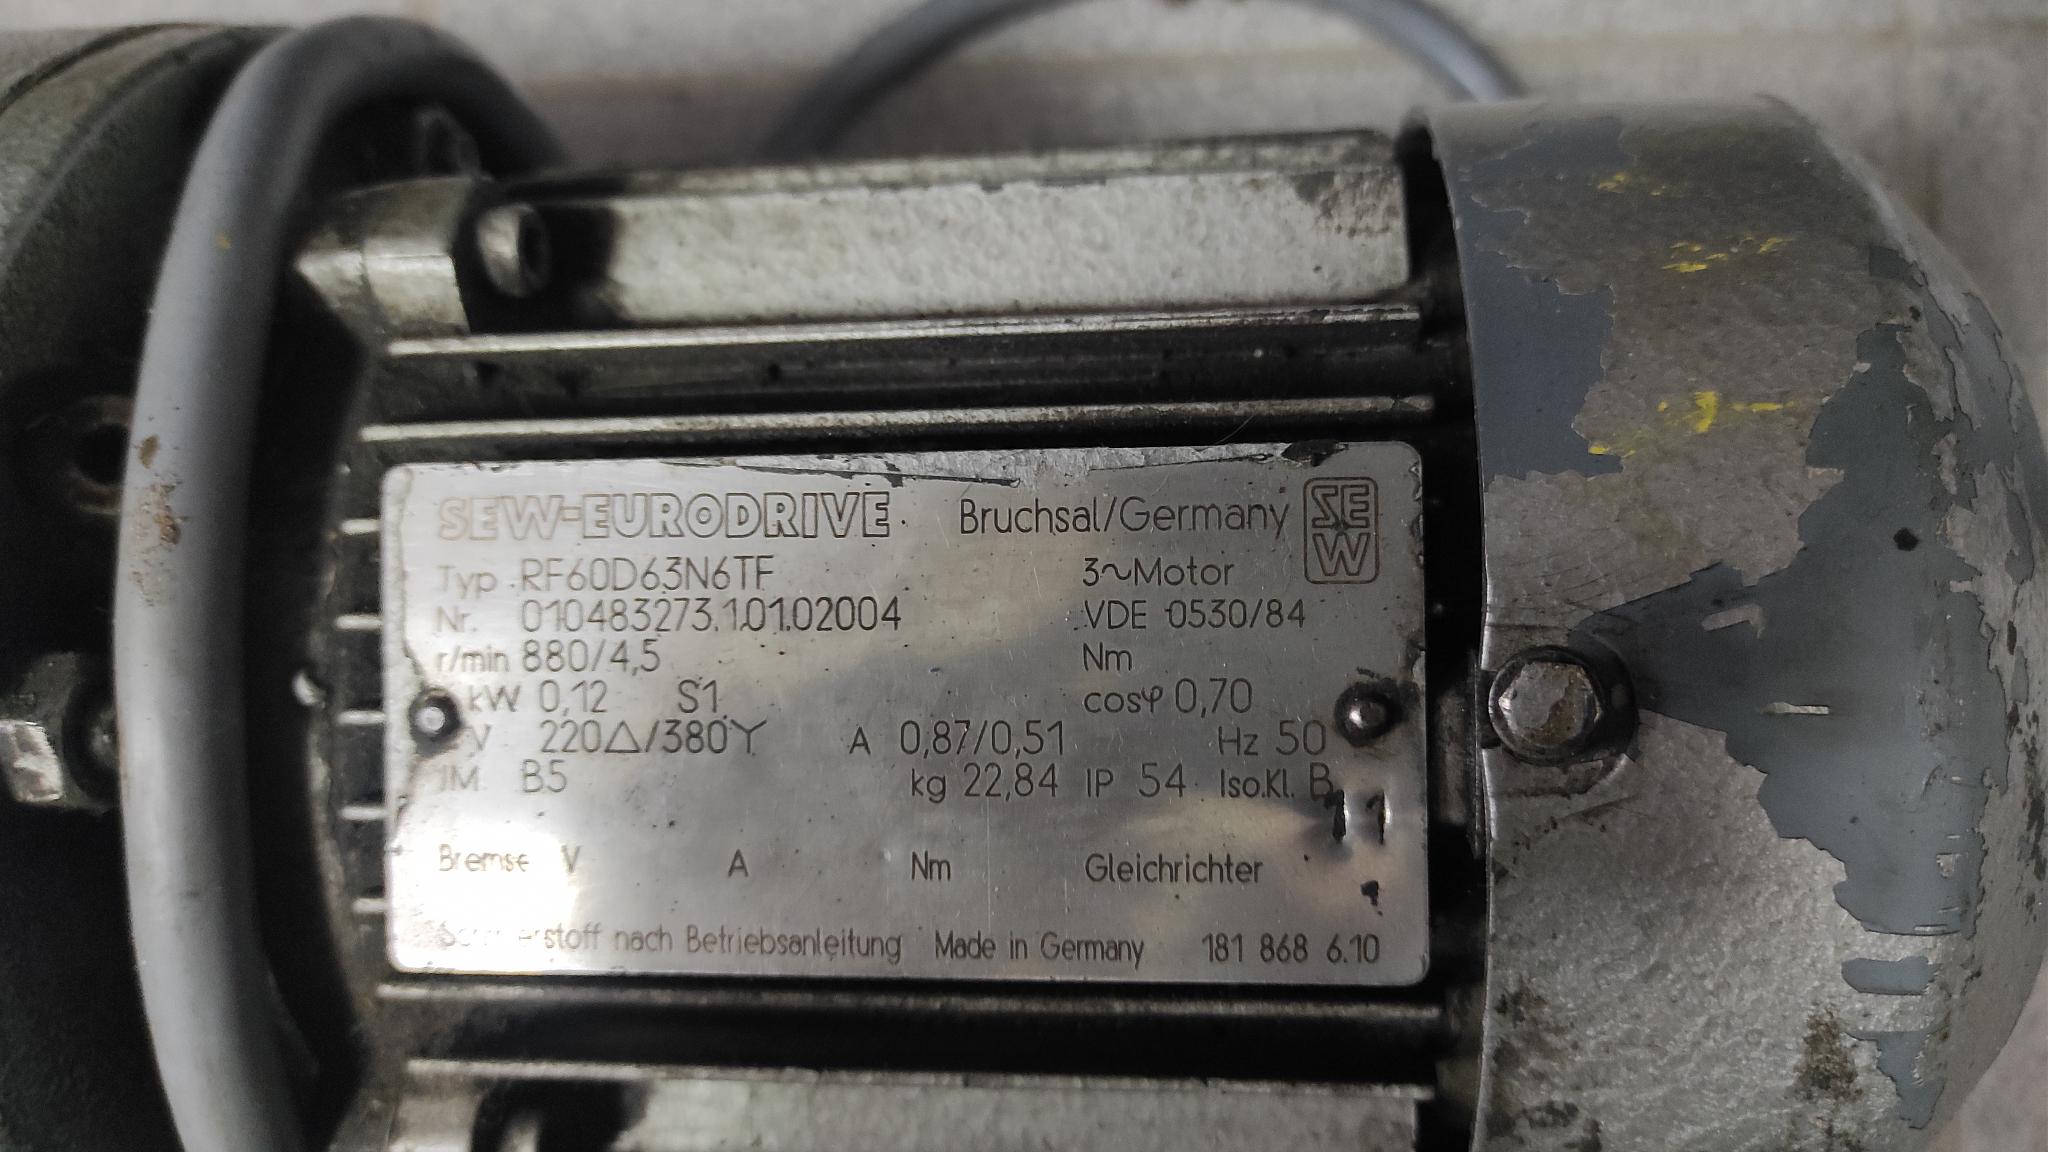 SEW-EURODRIVE Bruchsal/Germany SEW
Typ RF60D63N6TF 3~Motor
Nr. 010483273.1.01.02004 VDE 0530/84
r/min 880/4,5 Nm
kW 0,12 S1 cosφ 0,70
V 220△/380Y A 0,87/0,51 Hz 50
IM B5 kg 22,84 IP 54 Iso.Kl. B
11
Bremse V A Nm Gleichrichter
nach Betriebsanleitung Made in Germany 181 868 6.10